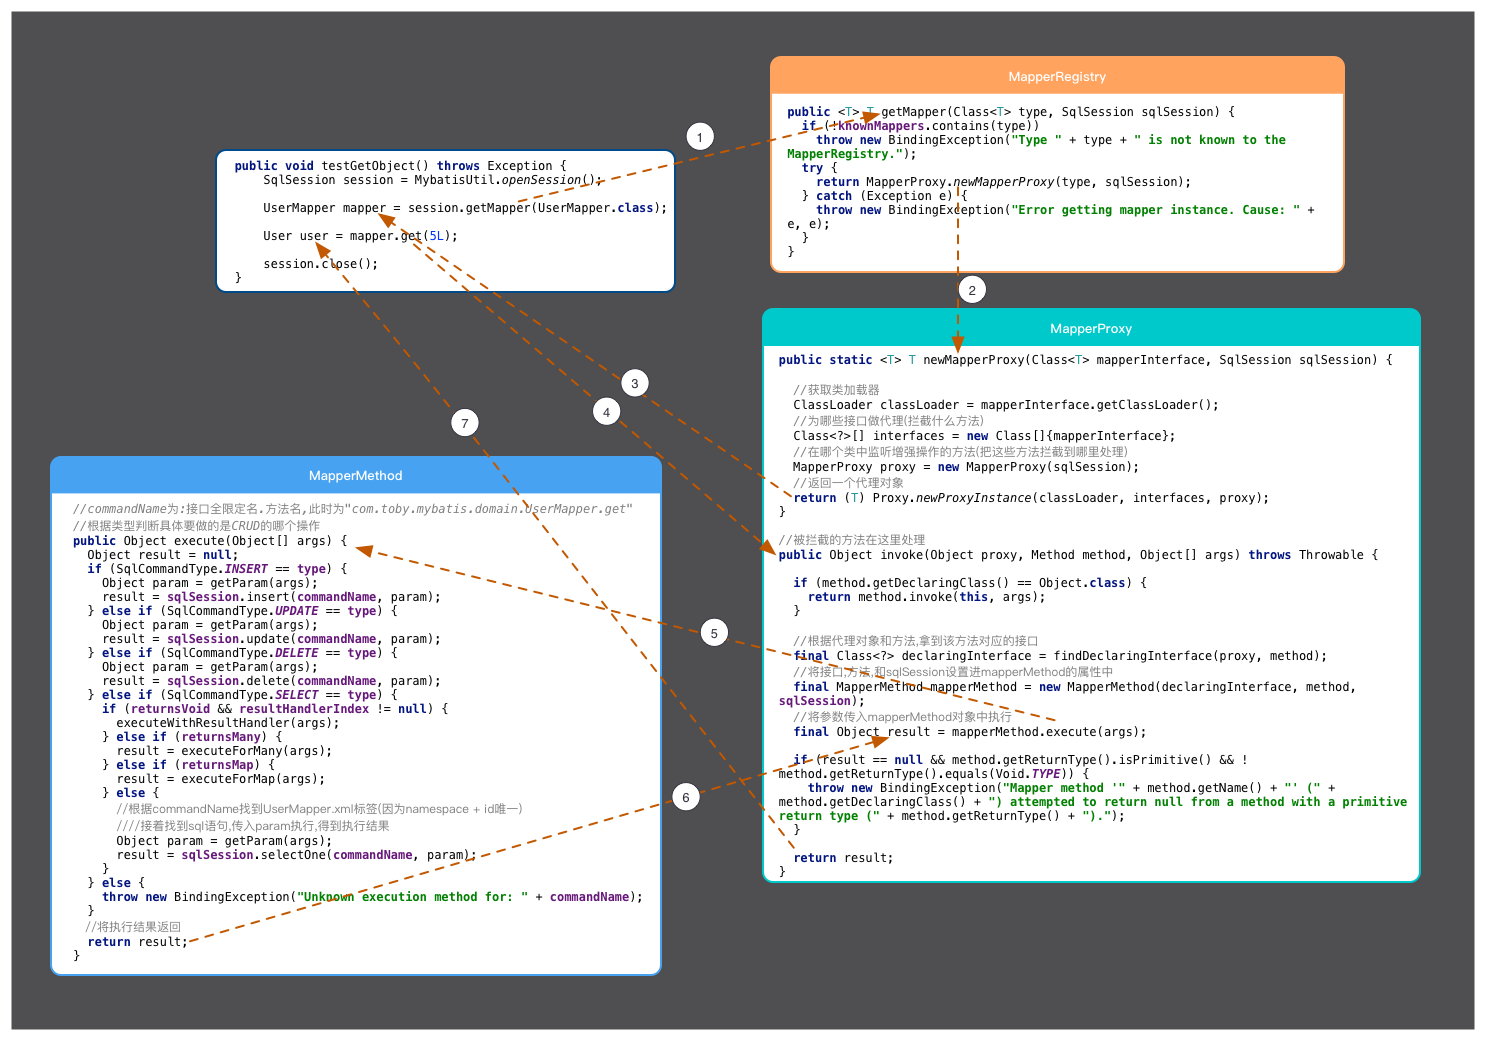 MapperRegistry
public <T> T getMapper(Class<T> type, SqlSession sqlSession) {
if (!knownMappers.contains(type))
throw new BindingException("Type " + type + " is not known to the
MapperRegistry.");
try {
return MapperProxy.newMapperProxy(type, sqlSession);
} catch (Exception e) {
throw new BindingException("Error getting mapper instance. Cause: " +
e, e);
}
}
1
public void testGetObject() throws Exception {
SqlSession session = MybatisUtil.openSession();
UserMapper mapper = session.getMapper(UserMapper.class);
User user = mapper.get(5L);
session.close();
}
2
MapperProxy
public static <T> T newMapperProxy(Class<T> mapperInterface, SqlSession sqlSession) {
//获取类加载器
ClassLoader classLoader = mapperInterface.getClassLoader();
//为哪些接口做代理(拦截什么方法)
Class<?>[] interfaces = new Class[]{mapperInterface};
//在哪个类中监听增强操作的方法(把这些方法拦截到哪里处理)
MapperProxy proxy = new MapperProxy(sqlSession);
//返回一个代理对象
return (T) Proxy.newProxyInstance(classLoader, interfaces, proxy);
}
//被拦截的方法在这里处理
public Object invoke(Object proxy, Method method, Object[] args) throws Throwable {
if (method.getDeclaringClass() == Object.class) {
return method.invoke(this, args);
}
//根据代理对象和方法,拿到该方法对应的接口
final Class<?> declaringInterface = findDeclaringInterface(proxy, method);
//将接口,方法,和sqlSession设置进mapperMethod的属性中
final MapperMethod mapperMethod = new MapperMethod(declaringInterface, method,
sqlSession);
//将参数传入mapperMethod对象中执行
final Object result = mapperMethod.execute(args);
if (result == null && method.getReturnType().isPrimitive() && !
method.getReturnType().equals(Void.TYPE)) {
throw new BindingException("Mapper method '" + method.getName() + "' (" +
method.getDeclaringClass() + ") attempted to return null from a method with a primitive
return type (" + method.getReturnType() + ").");
}
return result;
}
3
4
7
MapperMethod
//commandName为:接口全限定名.方法名,此时为"com.toby.mybatis.domain.UserMapper.get"
//根据类型判断具体要做的是CRUD的哪个操作
public Object execute(Object[] args) {
Object result = null;
if (SqlCommandType.INSERT == type) {
Object param = getParam(args);
result = sqlSession.insert(commandName, param);
} else if (SqlCommandType.UPDATE == type) {
Object param = getParam(args);
result = sqlSession.update(commandName, param);
} else if (SqlCommandType.DELETE == type) {
Object param = getParam(args);
result = sqlSession.delete(commandName, param);
} else if (SqlCommandType.SELECT == type) {
if (returnsVoid && resultHandlerIndex != null) {
executeWithResultHandler(args);
} else if (returnsMany) {
result = executeForMany(args);
} else if (returnsMap) {
result = executeForMap(args);
} else {
//根据commandName找到UserMapper.xml标签(因为namespace + id唯一)
////接着找到sql语句,传入param执行,得到执行结果
Object param = getParam(args);
result = sqlSession.selectOne(commandName, param);
}
} else {
throw new BindingException("Unknown execution method for: " + commandName);
}
//将执行结果返回
return result;
}
5
6